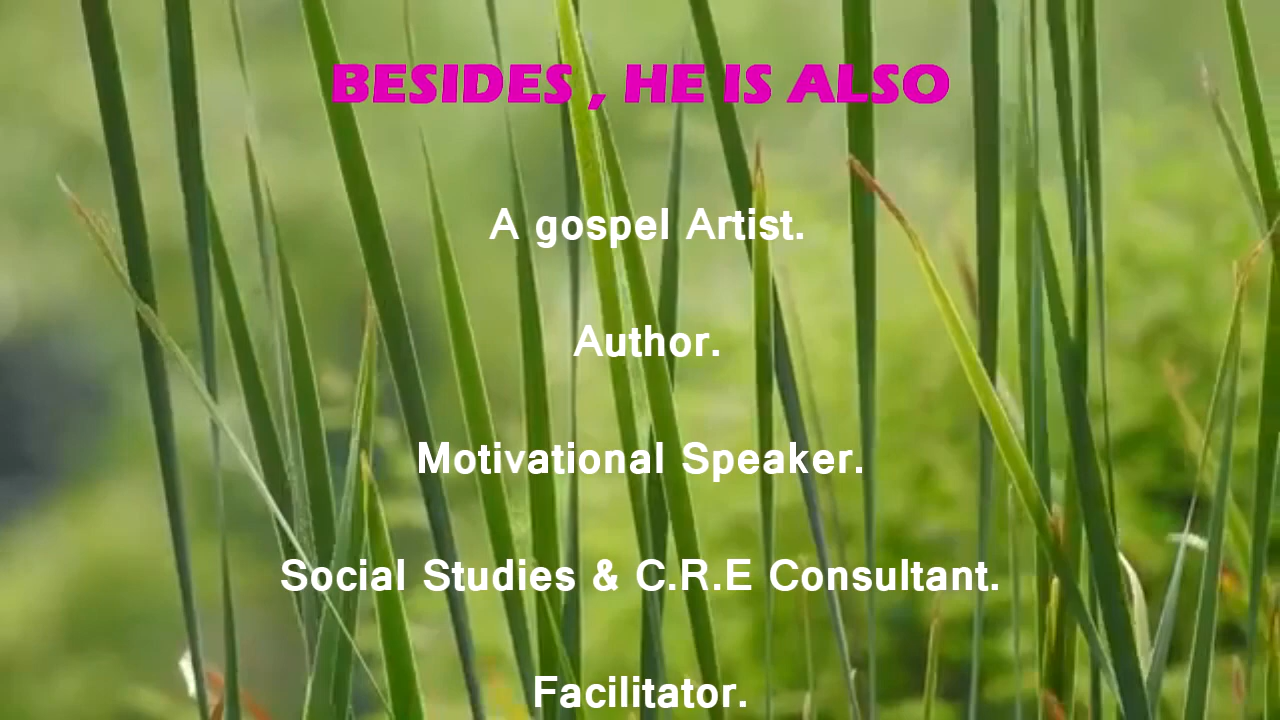 BESIDES , HE IS ALSO
A gospel Artist.
Author.
Motivational Speaker.
Social Studies & C.R.E Consultant.
Facilitator.